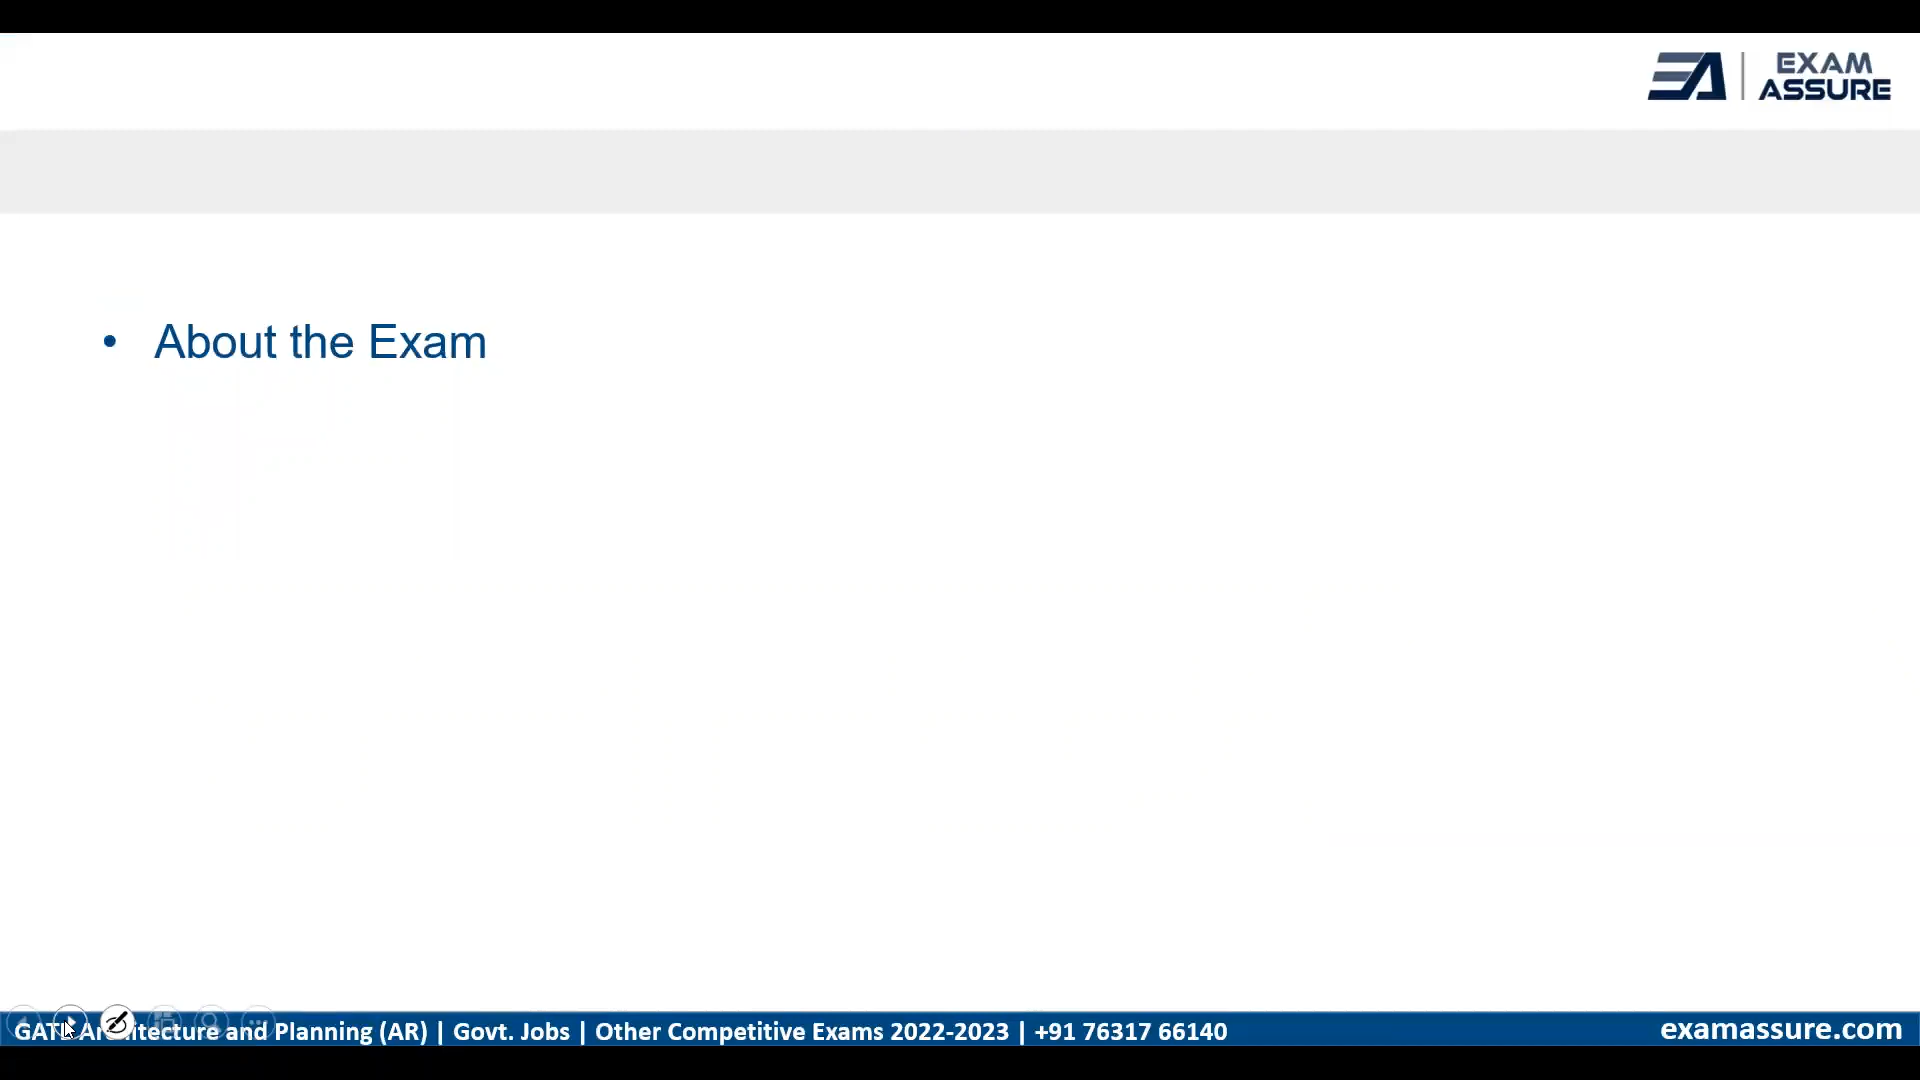 EXAM
ASSURE
• About the Exam
GATE Architecture and Planning (AR) | Govt. Jobs | Other Competitive Exams 2022-2023 | +91 76317 66140
examassure.com